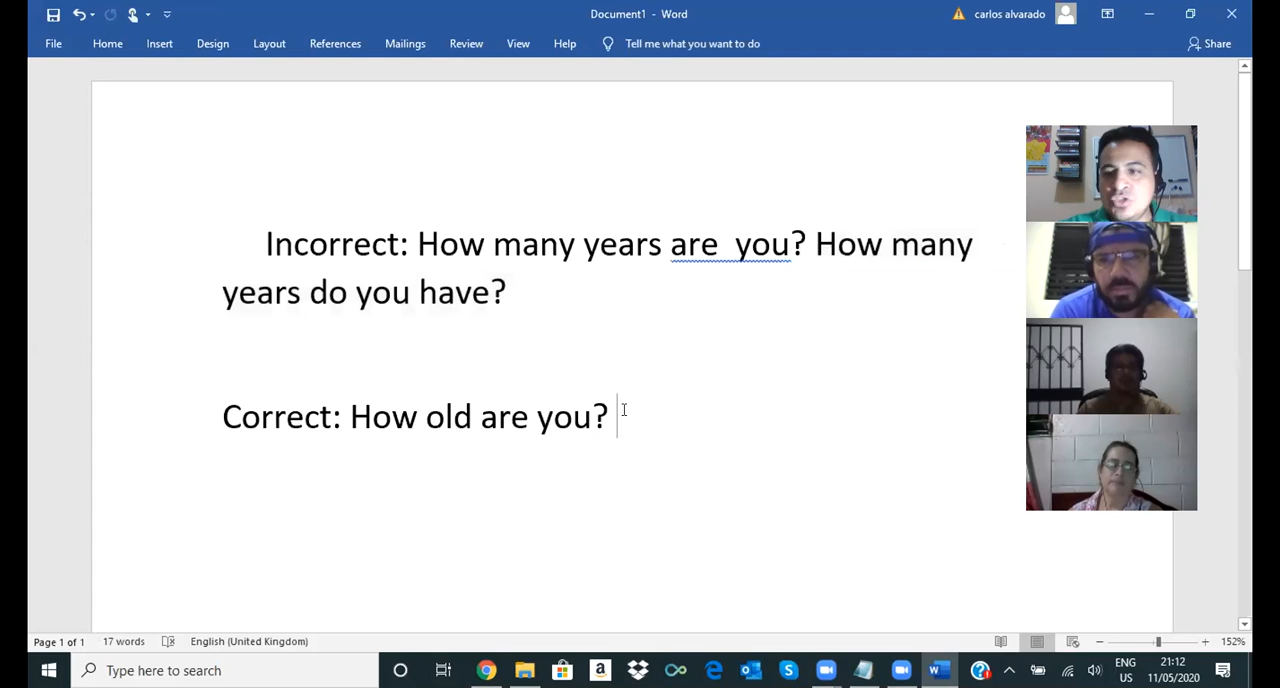 Document1 - Word
carlos alvarado
File Home Insert Design Layout References Mailings Review View Help Tell me what you want to do Share
Incorrect: How many years are  you? How many
years do you have?
Correct: How old are you?
Page 1 of 1 17 words English (United Kingdom) 152%
Type here to search
ENG 21:12
US 11/05/2020